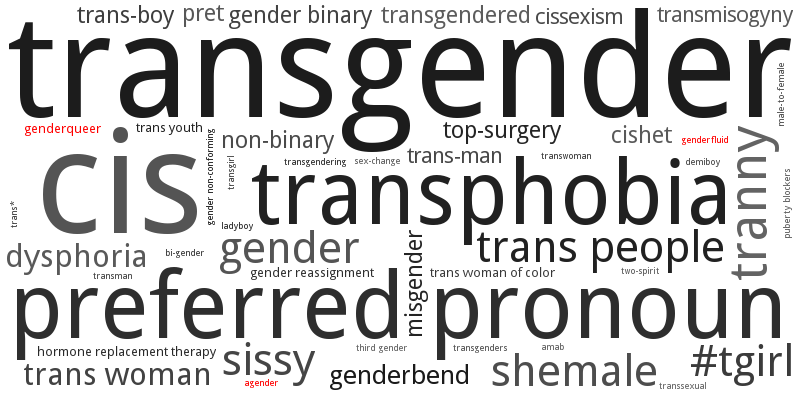 trans-boy pret gender binary transgendered cissexism transmisogyny
transgender
male-to-female
genderqueer trans youth
gender non-conforming
non-binary
top-surgery
cishet
genderfluid
transgirl
transgendering
sex-change
trans-man
transwoman
demiboy
tranny
puberty blockers
cis
transphobia
trans*
ladyboy
dysphoria
bi-gender
gender
misgender
trans people
transman
gender reassignment
trans woman of color
two-spirit
preferred pronoun
hormone replacement therapy
sissy
third gender
transgenders
amab
#tgirl
trans woman
agender
genderbend
shemale
transsexual